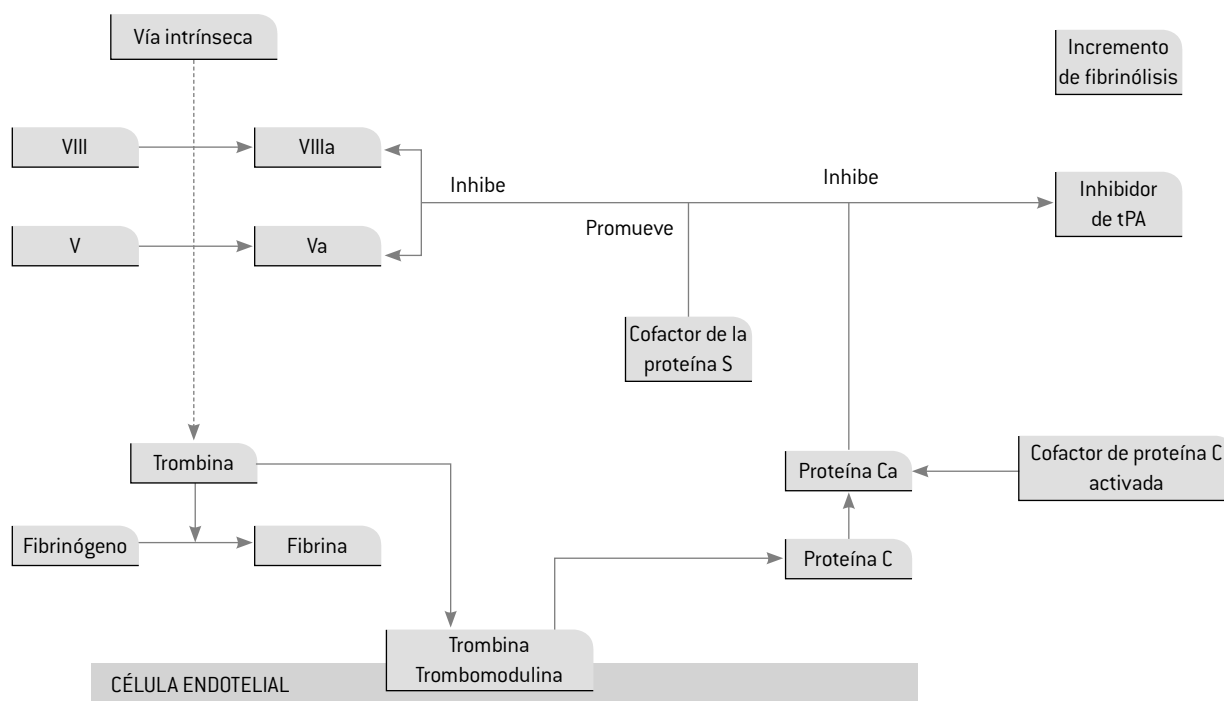 Vía intrínseca
Incremento
de fibrinólisis
VIII
VIIIa
Inhibe
Inhibe
Inhibidor
de tPA
V
Va
Promueve
Cofactor de la
proteína S
Trombina
Proteína Ca
Cofactor de proteína C
activada
Fibrinógeno
Fibrina
Proteína C
Trombina
Trombomodulina
CÉLULA ENDOTELIAL